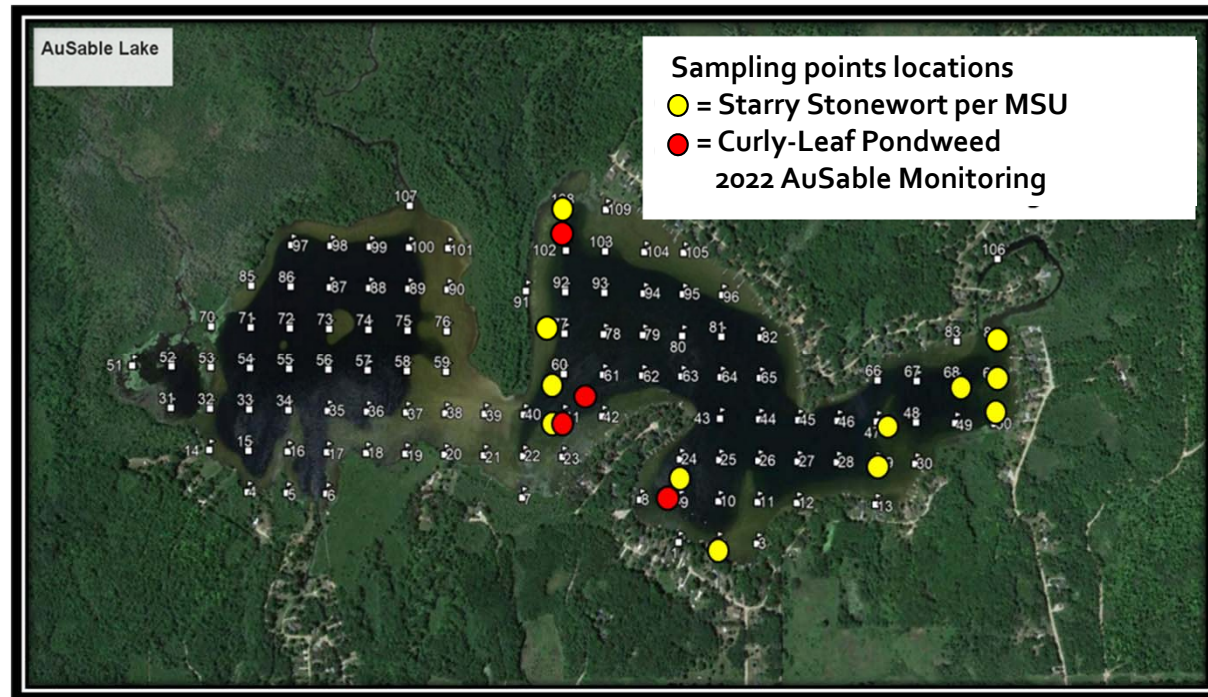 AuSable Lake
Sampling points locations
= Starry Stonewort per MSU
= Curly-Leaf Pondweed
2022 AuSable Monitoring
107
109
97 98 99 100 101
102 103 104 105
106
85 86 87 88 89 90
91 92 93 94 95 96
70 71 72 73 74 75 76
78 79 80 81 82 83
51 52 53 54 55 56 57 58 59
60 61 62 63 64 65 66 67 68
31 32 33 34 35 36 37 38 39 40 42
43 44 45 46 47 48 49
14 15 16 17 18 19 20 21 22 23
24 25 26 27 28 30
4 5 6 7 8 9 10 11 12 13
1 3